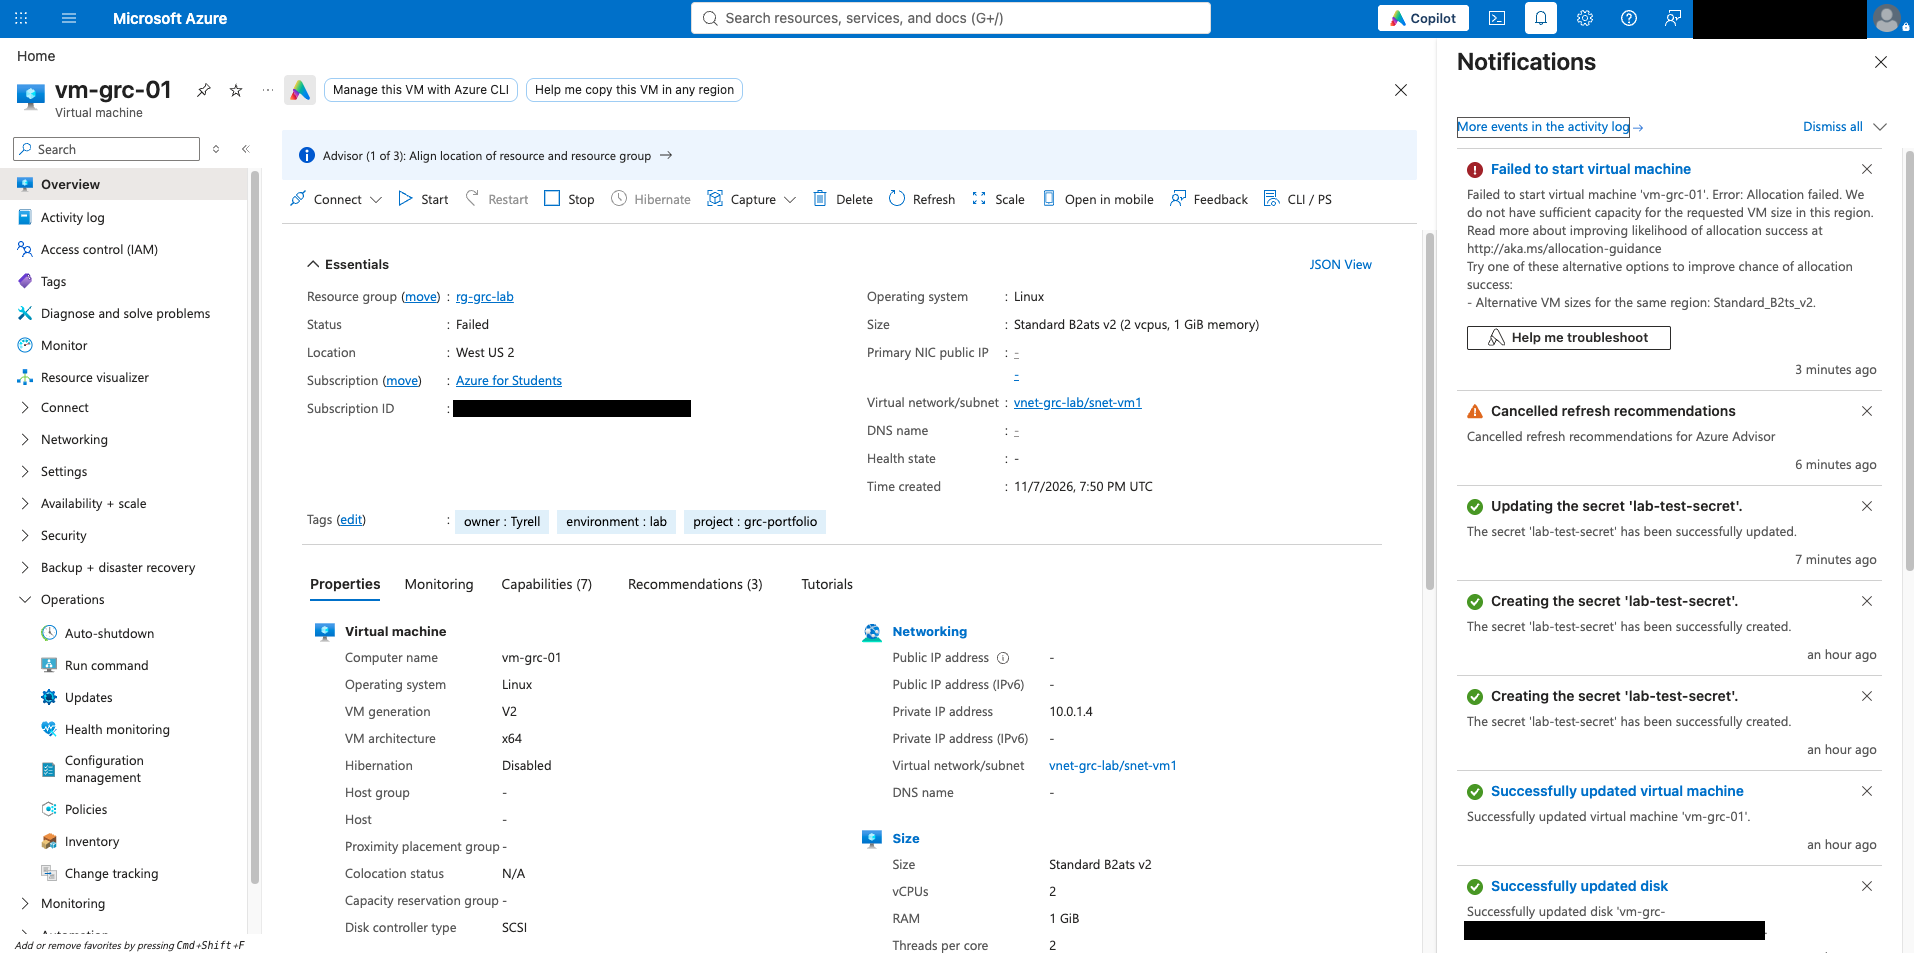 Microsoft Azure
Search resources, services, and docs (G+/)
Copilot
Home
vm-grc-01
Virtual machine
Manage this VM with Azure CLI
Help me copy this VM in any region
Search
Overview
Activity log
Access control (IAM)
Tags
Diagnose and solve problems
Monitor
Resource visualizer
Connect
Networking
Settings
Availability + scale
Security
Backup + disaster recovery
Operations
Auto-shutdown
Run command
Updates
Health monitoring
Configuration
management
Policies
Inventory
Change tracking
Monitoring
Automation
Add or remove favorites by pressing Cmd+Shift+F
Advisor (1 of 3): Align location of resource and resource group →
Connect
Start
Restart
Stop
Hibernate
Capture
Delete
Refresh
Scale
Open in mobile
Feedback
CLI / PS
Essentials
JSON View
Resource group (move) : rg-grc-lab
Status : Failed
Location : West US 2
Subscription (move) : Azure for Students
Subscription ID :
Operating system : Linux
Size : Standard B2ats v2 (2 vcpus, 1 GiB memory)
Primary NIC public IP : -
-
Virtual network/subnet : vnet-grc-lab/snet-vm1
DNS name : -
Health state : -
Time created : 11/7/2026, 7:50 PM UTC
Tags (edit) : owner : Tyrell environment : lab project : grc-portfolio
Properties
Monitoring
Capabilities (7)
Recommendations (3)
Tutorials
Virtual machine
Computer name vm-grc-01
Operating system Linux
VM generation V2
VM architecture x64
Hibernation Disabled
Host group -
Host -
Proximity placement group -
Colocation status N/A
Capacity reservation group -
Disk controller type SCSI
Networking
Public IP address -
Public IP address (IPv6) -
Private IP address 10.0.1.4
Private IP address (IPv6) -
Virtual network/subnet vnet-grc-lab/snet-vm1
DNS name -
Size
Size Standard B2ats v2
vCPUs 2
RAM 1 GiB
Threads per core 2
Notifications
More events in the activity log →
Dismiss all
Failed to start virtual machine
Failed to start virtual machine 'vm-grc-01'. Error: Allocation failed. We
do not have sufficient capacity for the requested VM size in this region.
Read more about improving likelihood of allocation success at
http://aka.ms/allocation-guidance
Try one of these alternative options to improve chance of allocation
success:
- Alternative VM sizes for the same region: Standard_B2ts_v2.
Help me troubleshoot
3 minutes ago
Cancelled refresh recommendations
Cancelled refresh recommendations for Azure Advisor
6 minutes ago
Updating the secret 'lab-test-secret'.
The secret 'lab-test-secret' has been successfully updated.
7 minutes ago
Creating the secret 'lab-test-secret'.
The secret 'lab-test-secret' has been successfully created.
an hour ago
Creating the secret 'lab-test-secret'.
The secret 'lab-test-secret' has been successfully created.
an hour ago
Successfully updated virtual machine
Successfully updated virtual machine 'vm-grc-01'.
an hour ago
Successfully updated disk
Successfully updated disk 'vm-grc-